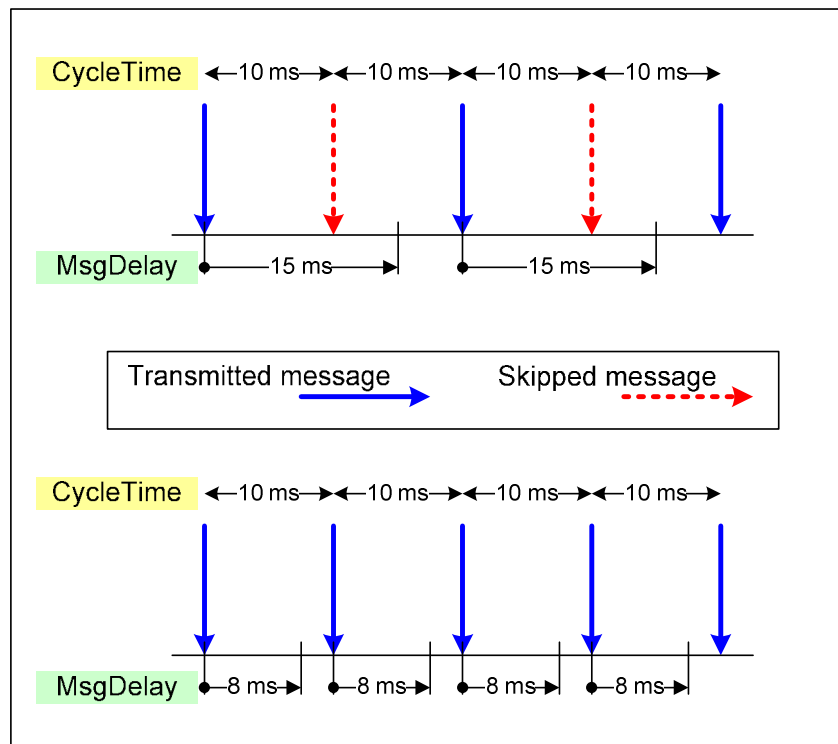 CycleTime 10 ms 10 ms 10 ms 10 ms
MsgDelay 15 ms 15 ms
Transmitted message Skipped message
CycleTime 10 ms 10 ms 10 ms 10 ms
MsgDelay 8 ms 8 ms 8 ms 8 ms